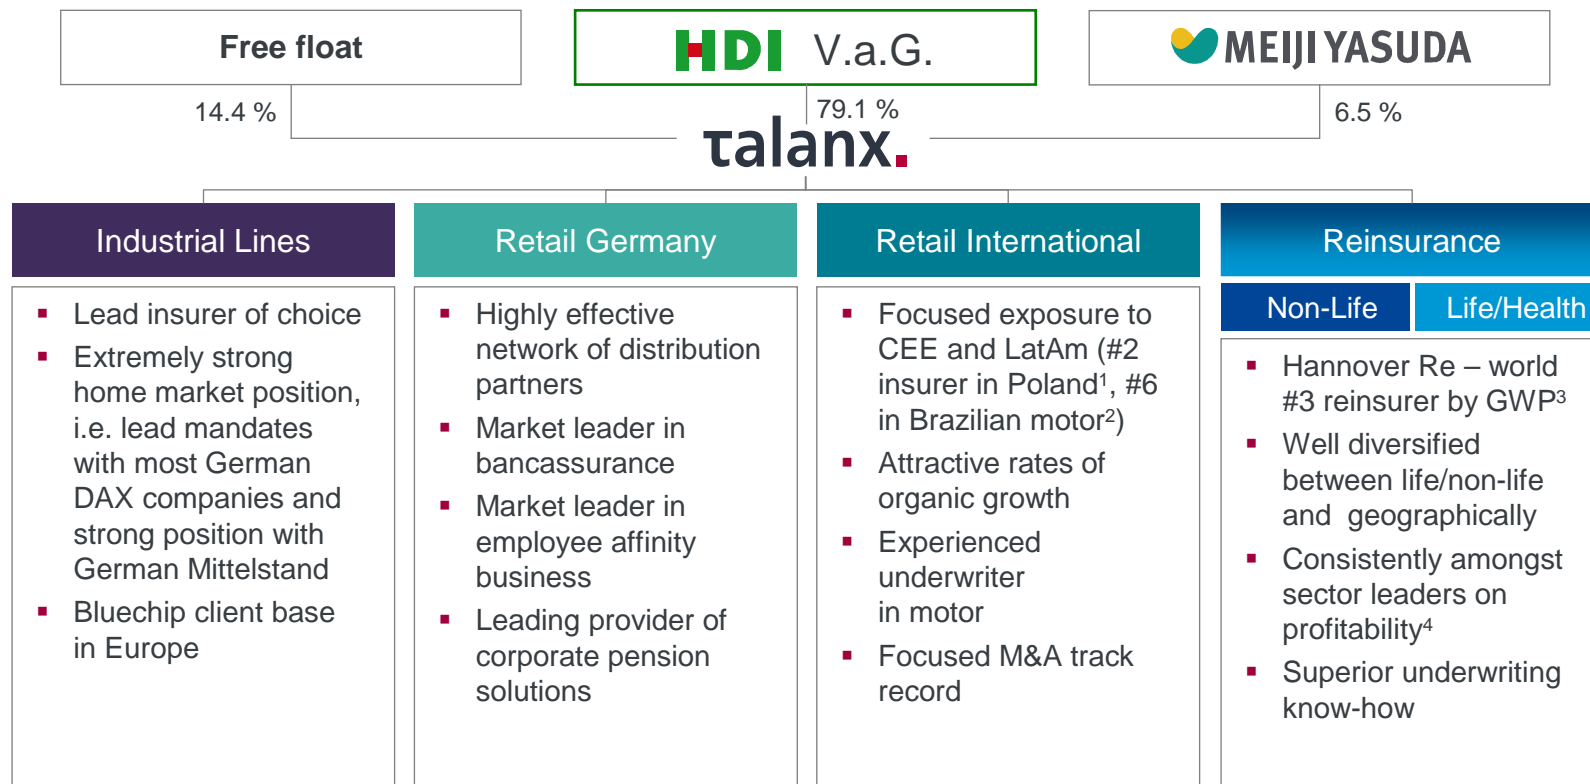 Free float
HDI V.a.G.
MEIJI YASUDA
14.4 %
79.1 %
6.5 %
talanx.
Industrial Lines
▪ Lead insurer of choice
▪ Extremely strong
home market position,
i.e. lead mandates
with most German
DAX companies and
strong position with
German Mittelstand
▪ Bluechip client base
in Europe
Retail Germany
▪ Highly effective
network of distribution
partners
▪ Market leader in
bancassurance
▪ Market leader in
employee affinity
business
▪ Leading provider of
corporate pension
solutions
Retail International
▪ Focused exposure to
CEE and LatAm (#2
insurer in Poland¹, #6
in Brazilian motor²)
▪ Attractive rates of
organic growth
▪ Experienced
underwriter
in motor
▪ Focused M&A track
record
Reinsurance
Non-Life
Life/Health
▪ Hannover Re – world
#3 reinsurer by GWP³
▪ Well diversified
between life/non-life
and geographically
▪ Consistently amongst
sector leaders on
profitability⁴
▪ Superior underwriting
know-how